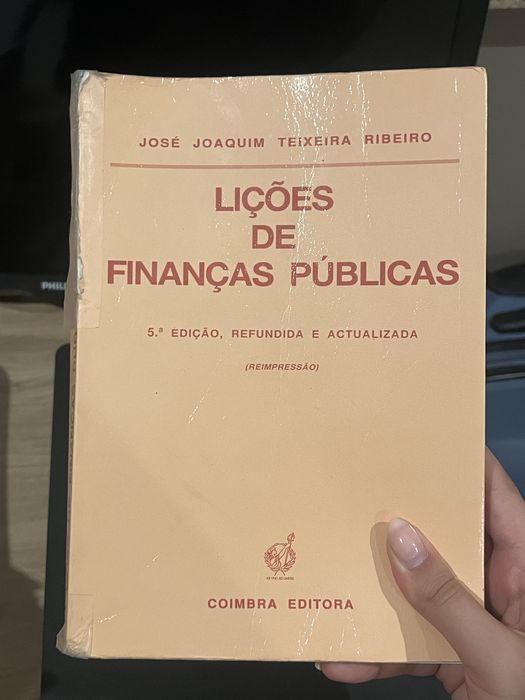 JOSÉ JOAQUIM TEIXEIRA RIBEIRO
LIÇÕES
DE
FINANÇAS PÚBLICAS
5.ª EDIÇÃO, REFUNDIDA E ACTUALIZADA
(REIMPRESSÃO)
COIMBRA EDITORA